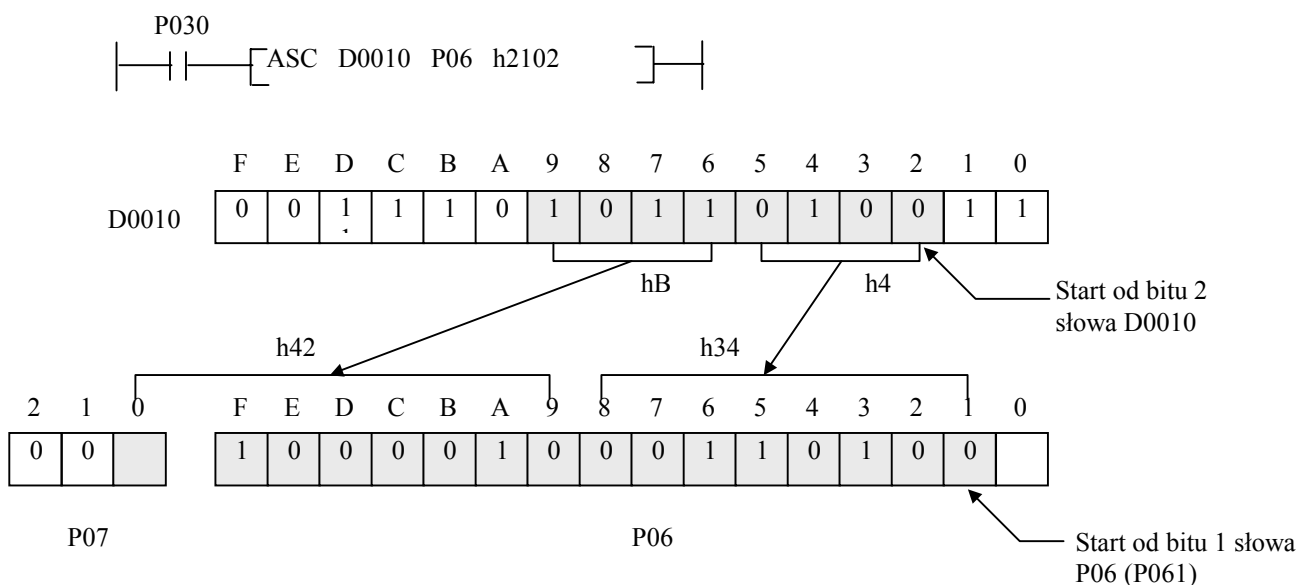 P030
ASC D0010 P06 h2102
F E D C B A 9 8 7 6 5 4 3 2 1 0
D0010 0 0 1 1 1 0 1 0 1 1 0 1 0 0 1 1
hB h4
Start od bitu 2
słowa D0010
h42 h34
2 1 0 F E D C B A 9 8 7 6 5 4 3 2 1 0
0 0 1 0 0 0 0 1 0 0 0 1 1 0 1 0 0
P07 P06
Start od bitu 1 słowa
P06 (P061)